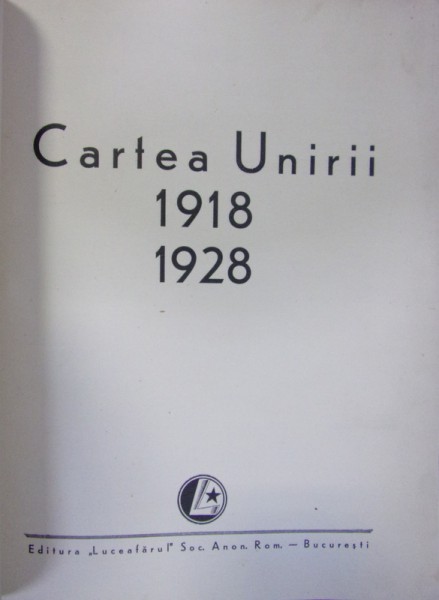 Cartea Unirii
1918
1928
L
Editura „Luceafărul" Soc. Anon. Rom. — București